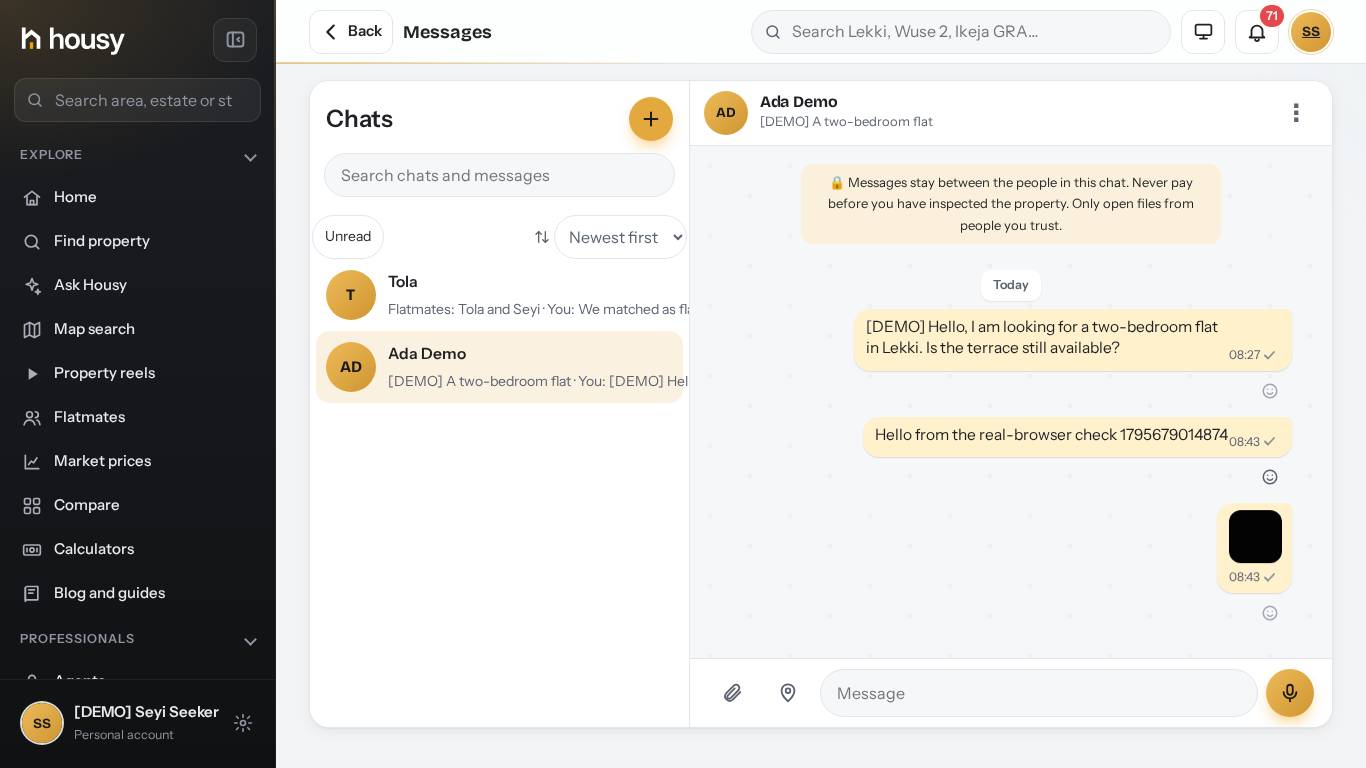 housy
Search area, estate or st
EXPLORE
Home
Find property
Ask Housy
Map search
Property reels
Flatmates
Market prices
Compare
Calculators
Blog and guides
PROFESSIONALS
Agents
SS
[DEMO] Seyi Seeker
Personal account
Back
Messages
Search Lekki, Wuse 2, Ikeja GRA...
71
SS
Chats
Search chats and messages
Unread
Newest first
T
Tola
Flatmates: Tola and Seyi · You: We matched as fla
AD
Ada Demo
[DEMO] A two-bedroom flat · You: [DEMO] Hel
AD
Ada Demo
[DEMO] A two-bedroom flat
🔒 Messages stay between the people in this chat. Never pay
before you have inspected the property. Only open files from
people you trust.
Today
[DEMO] Hello, I am looking for a two-bedroom flat
in Lekki. Is the terrace still available?
08:27
Hello from the real-browser check 1795679014874
08:43
08:43
Message